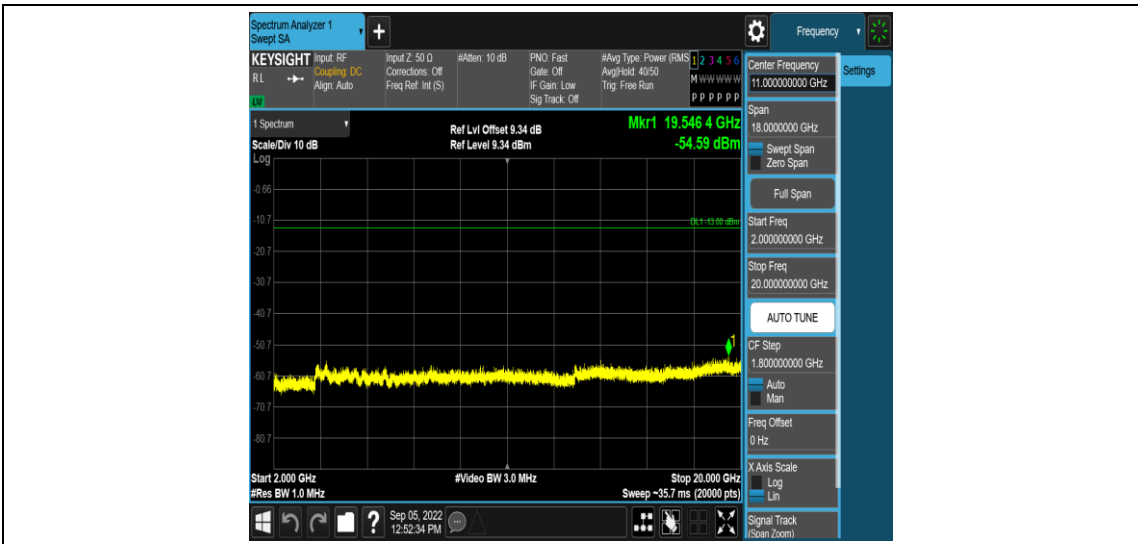 Spectrum Analyzer 1
Swept SA
Frequency
KEYSIGHT
RL
LXI
Input: RF
Coupling: DC
Align: Auto
Input Z: 50 Ω
Corrections: Off
Freq Ref: Int (S)
#Atten: 10 dB
PNO: Fast
Gate: Off
IF Gain: Low
Sig Track: Off
#Avg Type: Power (RMS
Avg|Hold: 40/50
Trig: Free Run
1 2 3 4 5 6
M W W W W W
P P P P P P
1 Spectrum
Scale/Div 10 dB
Log
Ref Lvl Offset 9.34 dB
Ref Level 9.34 dBm
Mkr1 19.546 4 GHz
-54.59 dBm
-0.66
-10.7
-20.7
-30.7
-40.7
-50.7
-60.7
-70.7
-80.7
DL1 -13.00 dBm
1
Start 2.000 GHz
#Res BW 1.0 MHz
#Video BW 3.0 MHz
Stop 20.000 GHz
Sweep ~35.7 ms (20000 pts)
?
Sep 05, 2022
12:52:34 PM
Center Frequency
11.000000000 GHz
Settings
Span
18.0000000 GHz
Swept Span
Zero Span
Full Span
Start Freq
2.000000000 GHz
Stop Freq
20.000000000 GHz
AUTO TUNE
CF Step
1.800000000 GHz
Auto
Man
Freq Offset
0 Hz
X Axis Scale
Log
Lin
Signal Track
(Span Zoom)